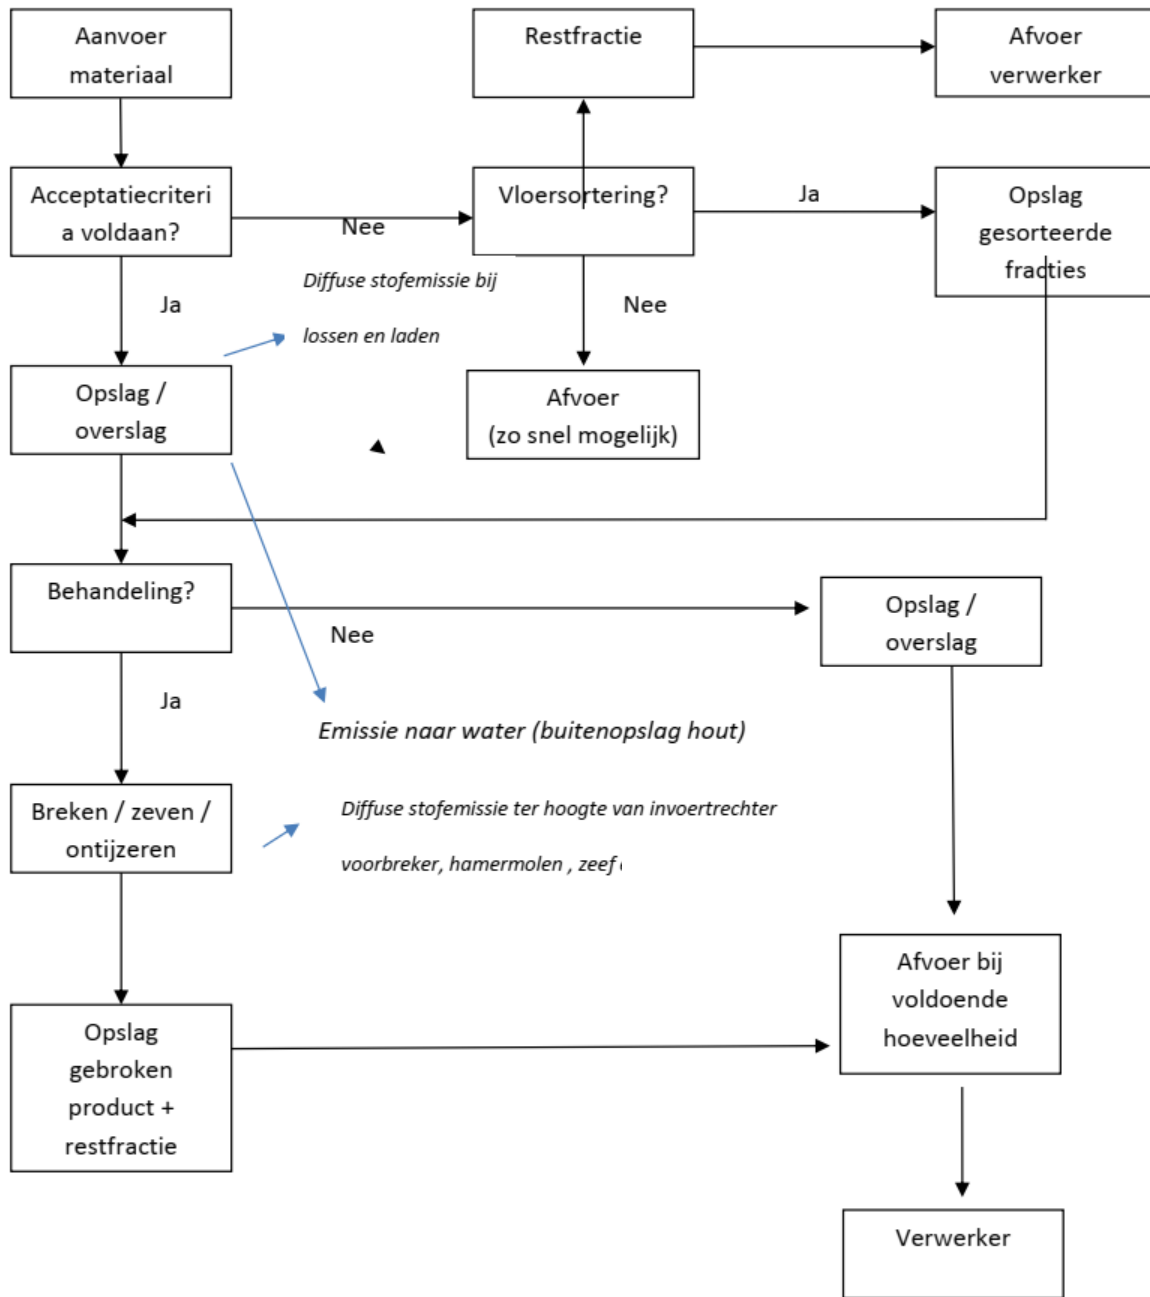 Aanvoer
materiaal
Restfractie
Afvoer
verwerker
Acceptatiecriteri
a voldaan?
Nee
Vloersortering?
Ja
Opslag
gesorteerde
fracties
Ja
Diffuse stofemissie bij
lossen en laden
Nee
Opslag /
overslag
Afvoer
(zo snel mogelijk)
Behandeling?
Nee
Opslag /
overslag
Ja
Emissie naar water (buitenopslag hout)
Breken / zeven /
ontijzeren
Diffuse stofemissie ter hoogte van invoertrechter
voorbreker, hamermolen , zeef
Afvoer bij
voldoende
hoeveelheid
Opslag
gebroken
product +
restfractie
Verwerker